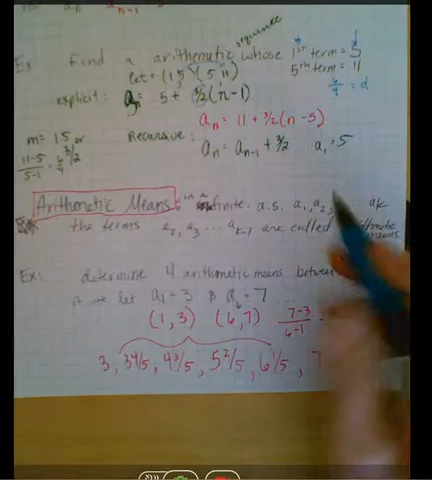 Ex Find a arithmetic sequence whose 1st term = 5
let = (1,5) (5,11) 5th term = 11
explicit: an = 5 + 3/2(n-1) 6/4 = d
an = 11 + 3/2(n-5)
m = 1.5 or 3/2 Recursive: an = an-1 + 3/2 a1 = 5
11-5/5-1 = 6/4
Arithmetic Means: in a finite a.s. a1, a2, ... ak
the terms a2, a3 ... ak-1 are called arithmetic means.
Ex: determine 4 arithmetic means between
if we let a1 = 3 & a6 = 7
(1,3) (6,7) 7-3/6-1 =
3, 3 4/5, 4 3/5, 5 2/5, 6 1/5, 7